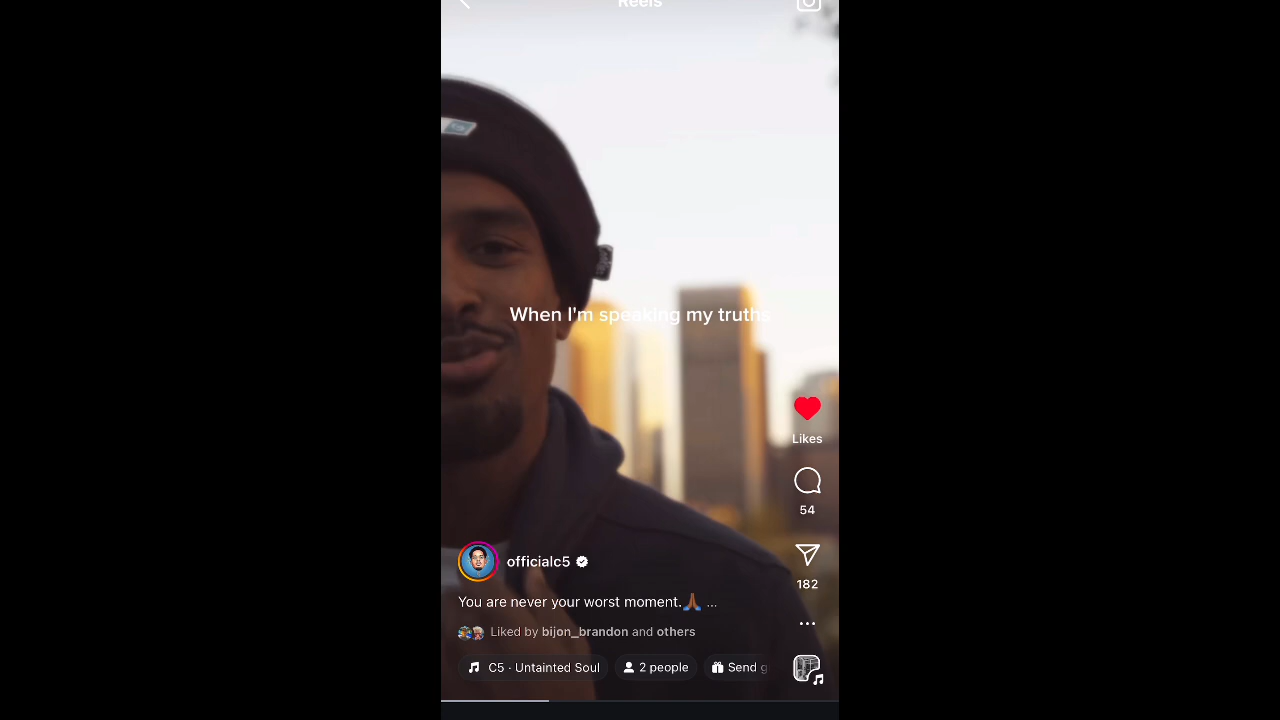 Reels
When I'm speaking my truths
Likes
54
officialc5
182
You are never your worst moment.🙏🏾 ...
Liked by bijon_brandon and others
C5 · Untainted Soul
2 people
Send g